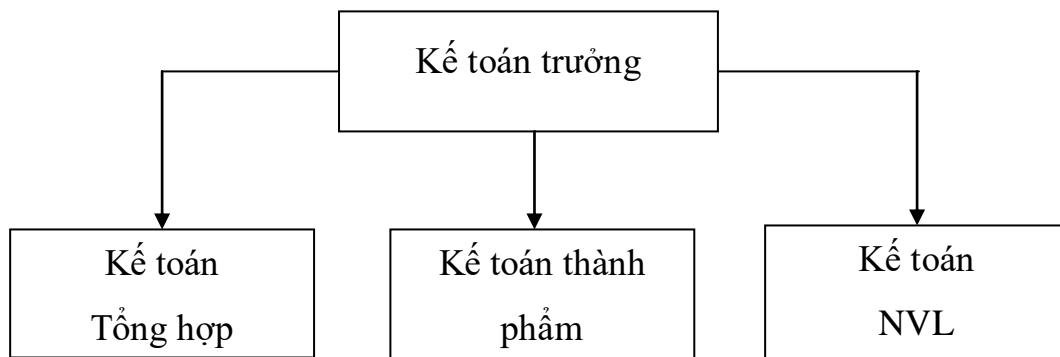 Kế toán trưởng
Kế toán
Tổng hợp
Kế toán thành
phẩm
Kế toán
NVL